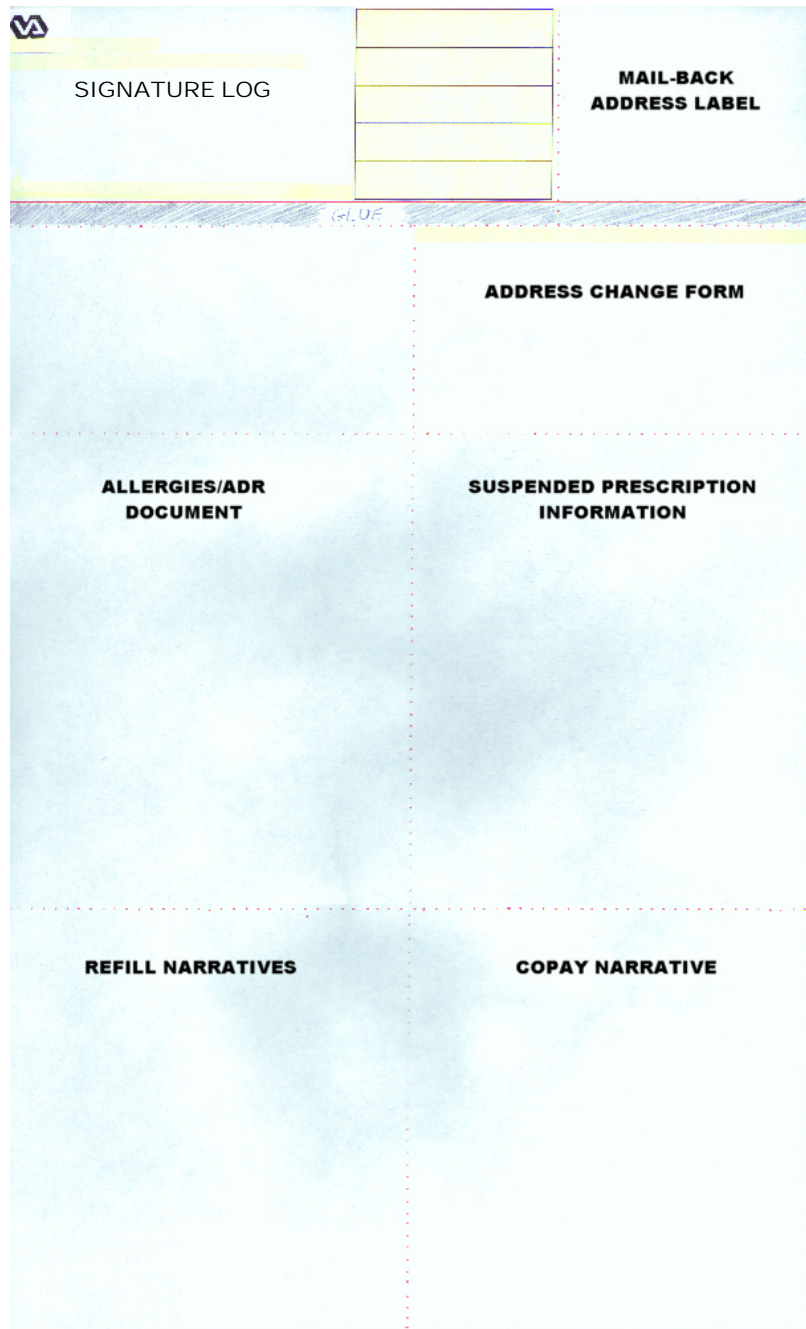 VA
SIGNATURE LOG
MAIL-BACK
ADDRESS LABEL
GLUE
ADDRESS CHANGE FORM
ALLERGIES/ADR
DOCUMENT
SUSPENDED PRESCRIPTION
INFORMATION
REFILL NARRATIVES
COPAY NARRATIVE